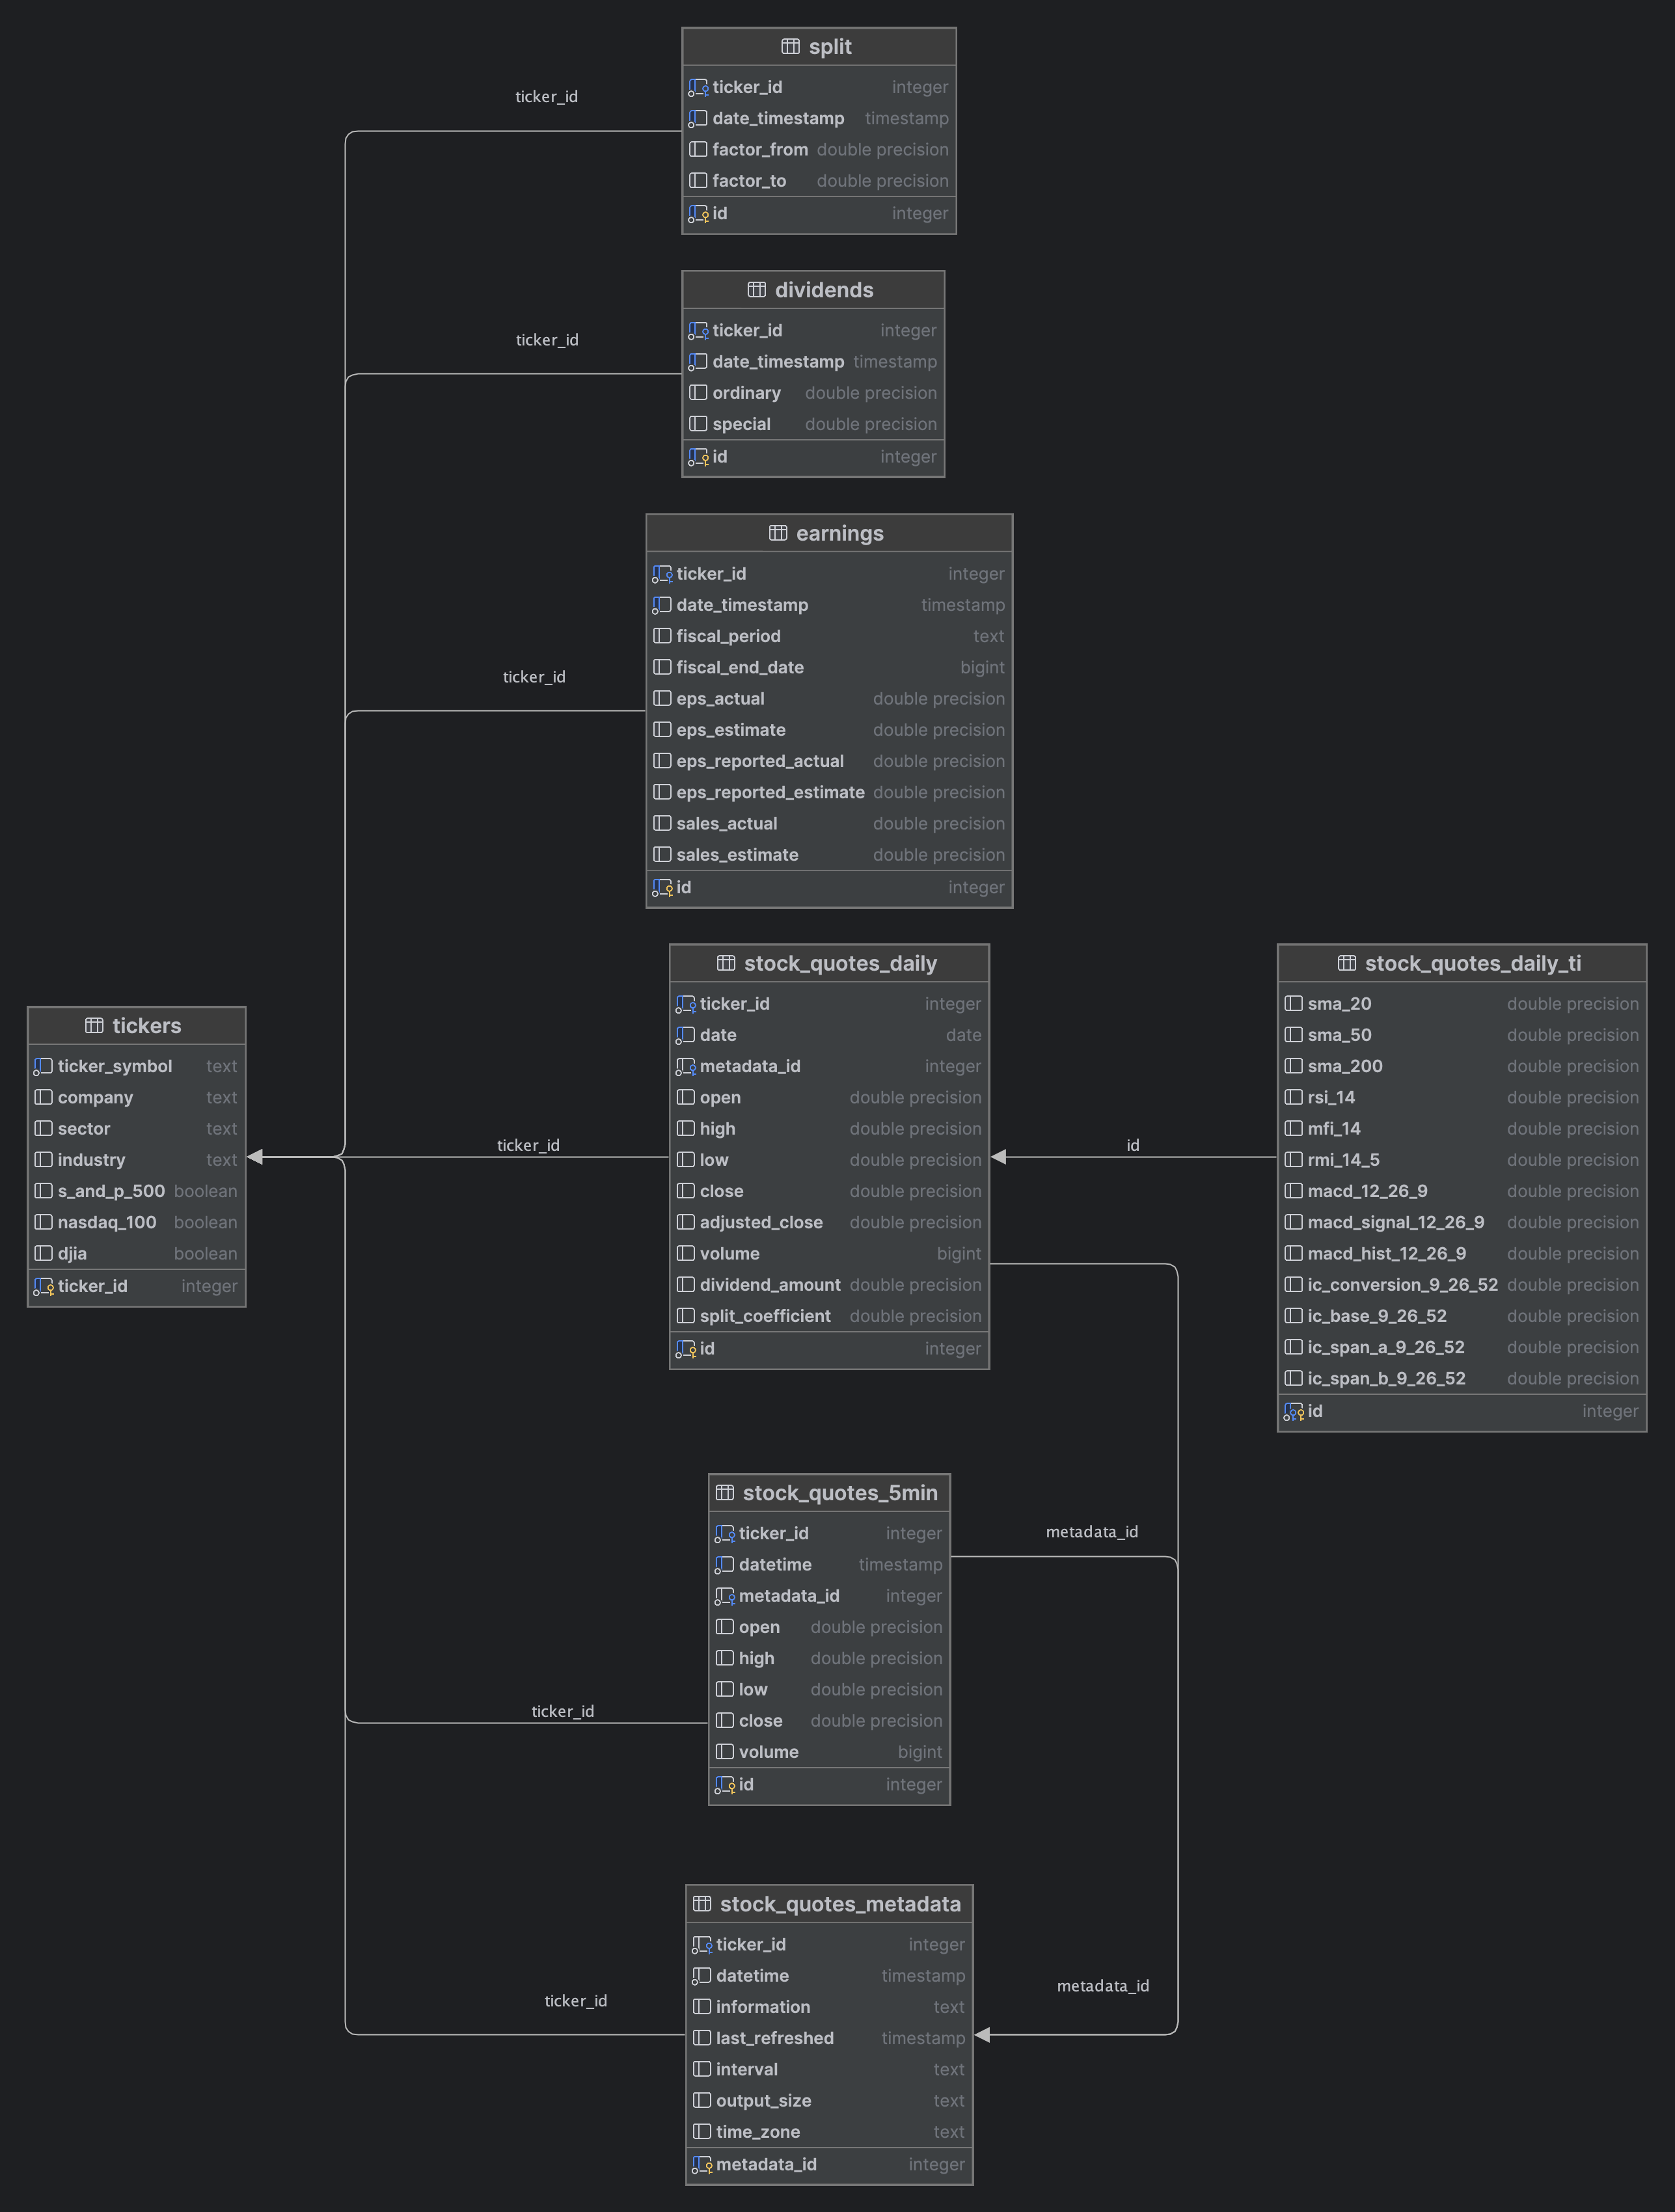 split
ticker_id integer
date_timestamp timestamp
factor_from double precision
factor_to double precision
id integer
ticker_id
dividends
ticker_id integer
date_timestamp timestamp
ordinary double precision
special double precision
id integer
ticker_id
earnings
ticker_id integer
date_timestamp timestamp
fiscal_period text
fiscal_end_date bigint
eps_actual double precision
eps_estimate double precision
eps_reported_actual double precision
eps_reported_estimate double precision
sales_actual double precision
sales_estimate double precision
id integer
ticker_id
tickers
ticker_symbol text
company text
sector text
industry text
s_and_p_500 boolean
nasdaq_100 boolean
djia boolean
ticker_id integer
ticker_id
stock_quotes_daily
ticker_id integer
date date
metadata_id integer
open double precision
high double precision
low double precision
close double precision
adjusted_close double precision
volume bigint
dividend_amount double precision
split_coefficient double precision
id integer
id
stock_quotes_daily_ti
sma_20 double precision
sma_50 double precision
sma_200 double precision
rsi_14 double precision
mfi_14 double precision
rmi_14_5 double precision
macd_12_26_9 double precision
macd_signal_12_26_9 double precision
macd_hist_12_26_9 double precision
ic_conversion_9_26_52 double precision
ic_base_9_26_52 double precision
ic_span_a_9_26_52 double precision
ic_span_b_9_26_52 double precision
id integer
stock_quotes_5min
ticker_id integer
datetime timestamp
metadata_id integer
open double precision
high double precision
low double precision
close double precision
volume bigint
id integer
metadata_id
ticker_id
stock_quotes_metadata
ticker_id integer
datetime timestamp
information text
last_refreshed timestamp
interval text
output_size text
time_zone text
metadata_id integer
metadata_id
ticker_id